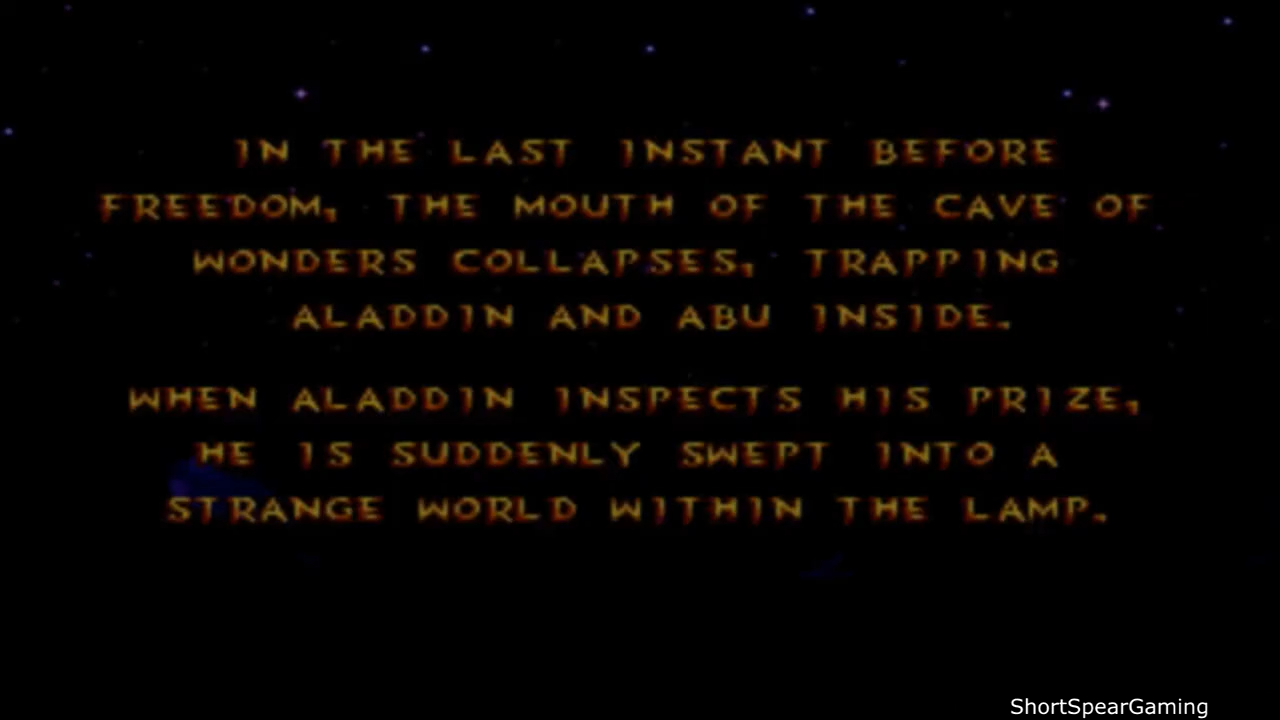 IN THE LAST INSTANT BEFORE
FREEDOM, THE MOUTH OF THE CAVE OF
WONDERS COLLAPSES, TRAPPING
ALADDIN AND ABU INSIDE.
WHEN ALADDIN INSPECTS HIS PRIZE,
HE IS SUDDENLY SWEPT INTO A
STRANGE WORLD WITHIN THE LAMP.
ShortSpearGaming